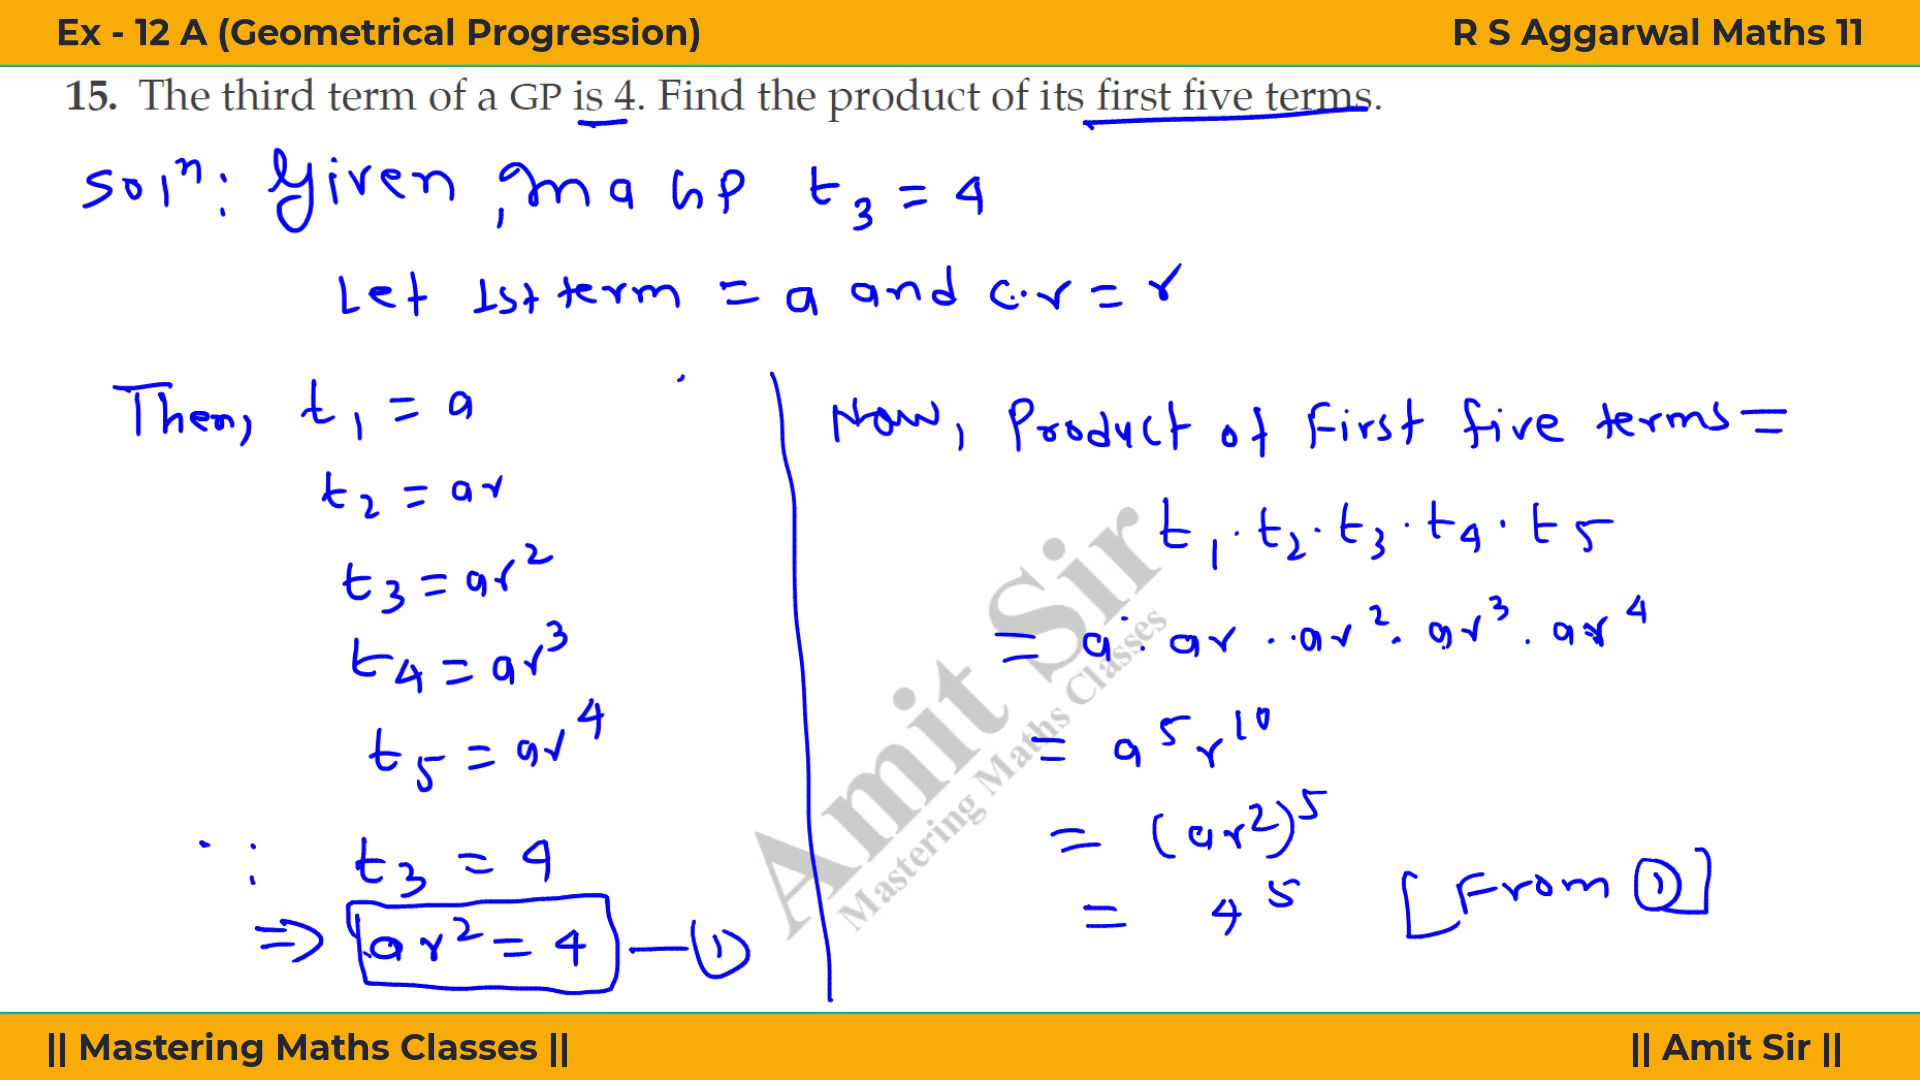 Ex - 12 A (Geometrical Progression)
R S Aggarwal Maths 11
15. The third term of a GP is 4. Find the product of its first five terms.
Solⁿ: Given, In a GP t₃ = 4
Let 1st term = a and c.r = r
Then, t₁ = a
t₂ = ar
t₃ = ar²
t₄ = ar³
t₅ = ar⁴
∵ t₃ = 4
⇒ ar² = 4 — ①
Now, Product of First five terms =
t₁ · t₂ · t₃ · t₄ · t₅
= a · ar · ar² · ar³ · ar⁴
= a⁵r¹⁰
= (ar²)⁵
= 4⁵ [From ①]
Amit Sir
Mastering Maths Classes
|| Mastering Maths Classes ||
|| Amit Sir ||